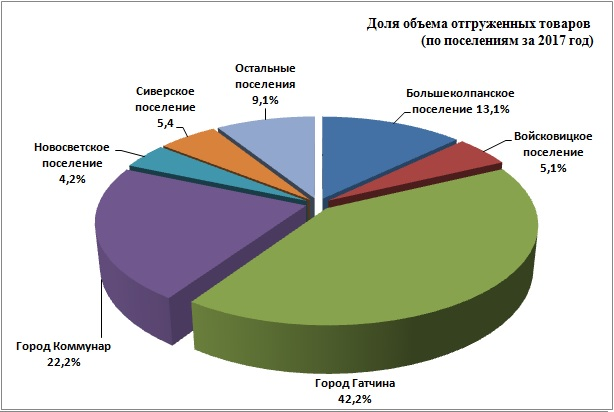 Доля объема отгруженных товаров
(по поселениям за 2017 год)
Остальные
поселения
9,1%
Большеколпанское
поселение 13,1%
Сиверское
поселение
5,4
Войсковицкое
поселение
5,1%
Новосветское
поселение
4,2%
Город Коммунар
22,2%
Город Гатчина
42,2%